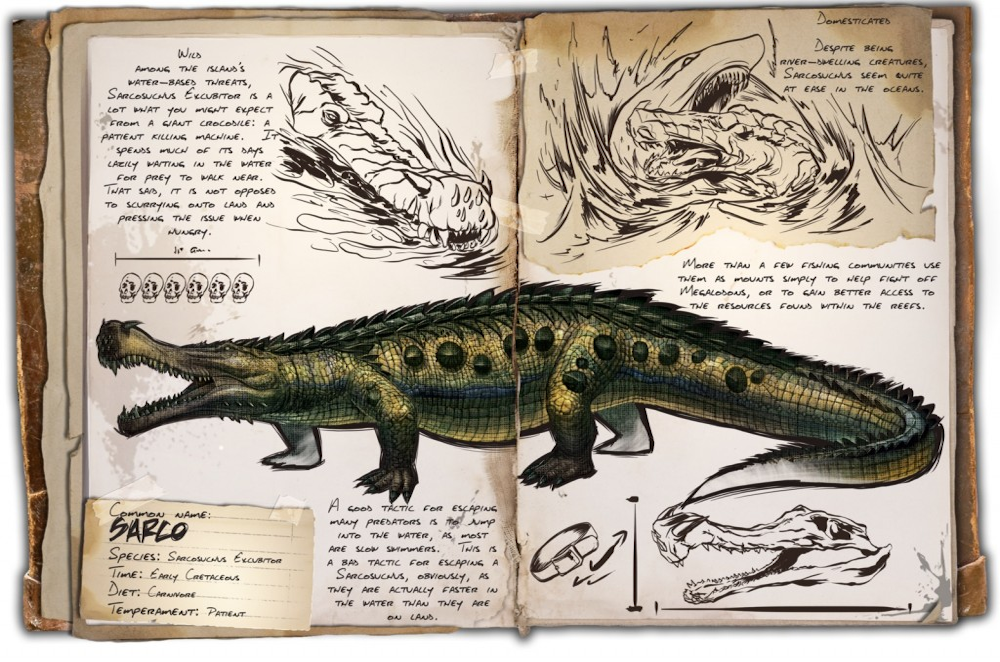 Wild
among the island's
water-based threats,
Sarcosuchus Excubitor is a
lot what you might expect
from a giant crocodile: a
patient killing machine. It
spends much of its days
lazily waiting in the water
for prey to walk near.
That said, it is not opposed
to scurrying onto land and
pressing the issue when
hungry.
Domesticated
Despite being
river-dwelling creatures,
Sarcosuchus seem quite
at ease in the oceans.
More than a few fishing communities use
them as mounts simply to help fight off
Megalodons, or to gain better access to
the resources found within the reefs.
Common name:
Sarco
Species: Sarcosuchus Excubitor
Time: Early Cretaceous
Diet: Carnivore
Temperament: Patient
A good tactic for escaping
many predators is to jump
into the water, as most
are slow swimmers. This is
a bad tactic for escaping a
Sarcosuchus, obviously, as
they are actually faster in
the water than they are
on land.